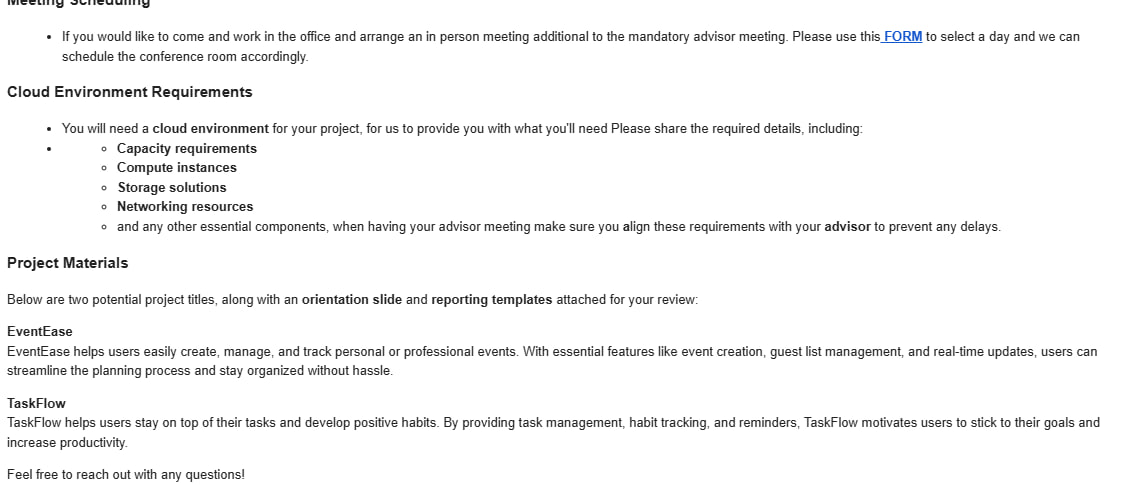 Meeting Scheduling
If you would like to come and work in the office and arrange an in person meeting additional to the mandatory advisor meeting. Please use this FORM to select a day and we can
schedule the conference room accordingly.
Cloud Environment Requirements
You will need a cloud environment for your project, for us to provide you with what you'll need Please share the required details, including:
Capacity requirements
Compute instances
Storage solutions
Networking resources
and any other essential components, when having your advisor meeting make sure you align these requirements with your advisor to prevent any delays.
Project Materials
Below are two potential project titles, along with an orientation slide and reporting templates attached for your review:
EventEase
EventEase helps users easily create, manage, and track personal or professional events. With essential features like event creation, guest list management, and real-time updates, users can
streamline the planning process and stay organized without hassle.
TaskFlow
TaskFlow helps users stay on top of their tasks and develop positive habits. By providing task management, habit tracking, and reminders, TaskFlow motivates users to stick to their goals and
increase productivity.
Feel free to reach out with any questions!